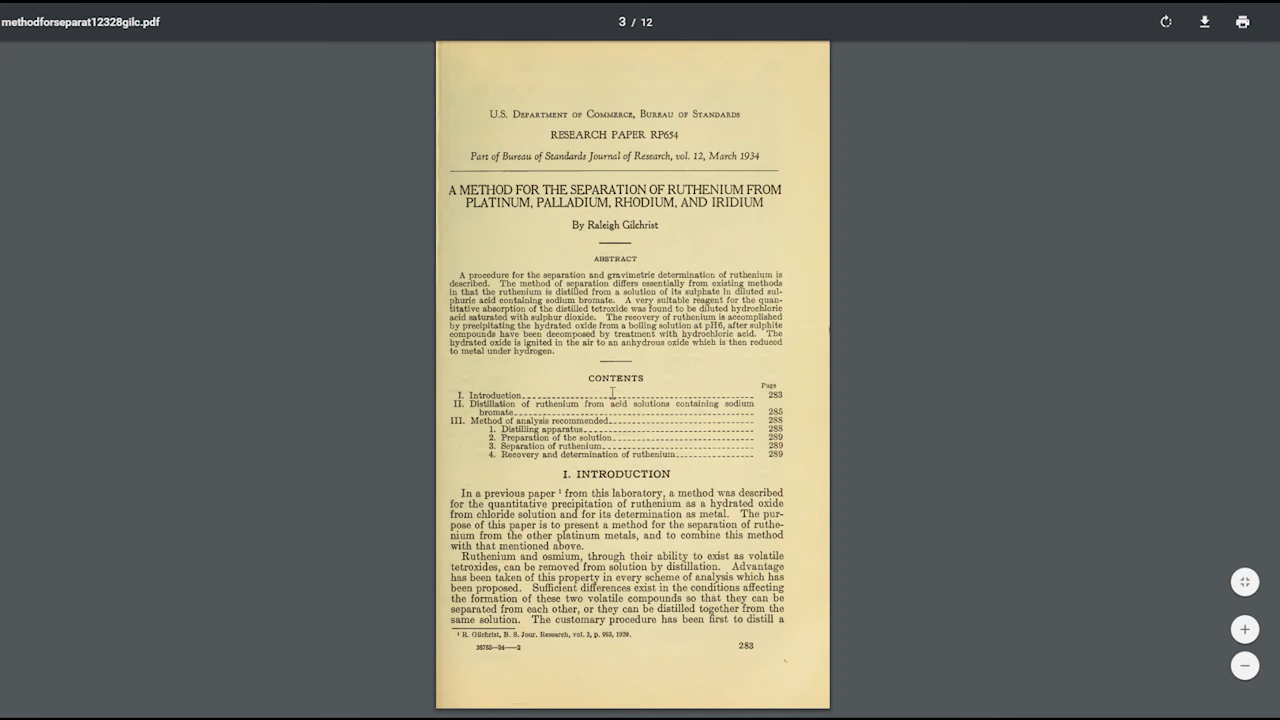 methodforseparat12328gilc.pdf
3 / 12
U.S. DEPARTMENT OF COMMERCE, BUREAU OF STANDARDS
RESEARCH PAPER RP654
Part of Bureau of Standards Journal of Research, vol. 12, March 1934
A METHOD FOR THE SEPARATION OF RUTHENIUM FROM
PLATINUM, PALLADIUM, RHODIUM, AND IRIDIUM
By Raleigh Gilchrist
ABSTRACT
A procedure for the separation and gravimetric determination of ruthenium is
described. The method of separation differs essentially from existing methods
in that the ruthenium is distilled from a solution of its sulphate in diluted sul-
phuric acid containing sodium bromate. A very suitable reagent for the quan-
titative absorption of the distilled tetroxide was found to be diluted hydrochloric
acid saturated with sulphur dioxide. The recovery of ruthenium is accomplished
by precipitating the hydrated oxide from a boiling solution at pH6, after sulphite
compounds have been decomposed by treatment with hydrochloric acid. The
hydrated oxide is ignited in the air to an anhydrous oxide which is then reduced
to metal under hydrogen.
CONTENTS
Page
I. Introduction 283
II. Distillation of ruthenium from acid solutions containing sodium
bromate 285
III. Method of analysis recommended 288
1. Distilling apparatus 288
2. Preparation of the solution 289
3. Separation of ruthenium 289
4. Recovery and determination of ruthenium 289
I. INTRODUCTION
In a previous paper ¹ from this laboratory, a method was described
for the quantitative precipitation of ruthenium as a hydrated oxide
from chloride solution and for its determination as metal. The pur-
pose of this paper is to present a method for the separation of ruthe-
nium from the other platinum metals, and to combine this method
with that mentioned above.
Ruthenium and osmium, through their ability to exist as volatile
tetroxides, can be removed from solution by distillation. Advantage
has been taken of this property in every scheme of analysis which has
been proposed. Sufficient differences exist in the conditions affecting
the formation of these two volatile compounds so that they can be
separated from each other, or they can be distilled together from the
same solution. The customary procedure has been first to distill a
¹ R. Gilchrist, B. S. Jour. Research, vol. 3, p. 993, 1929.
36763—34——2
283